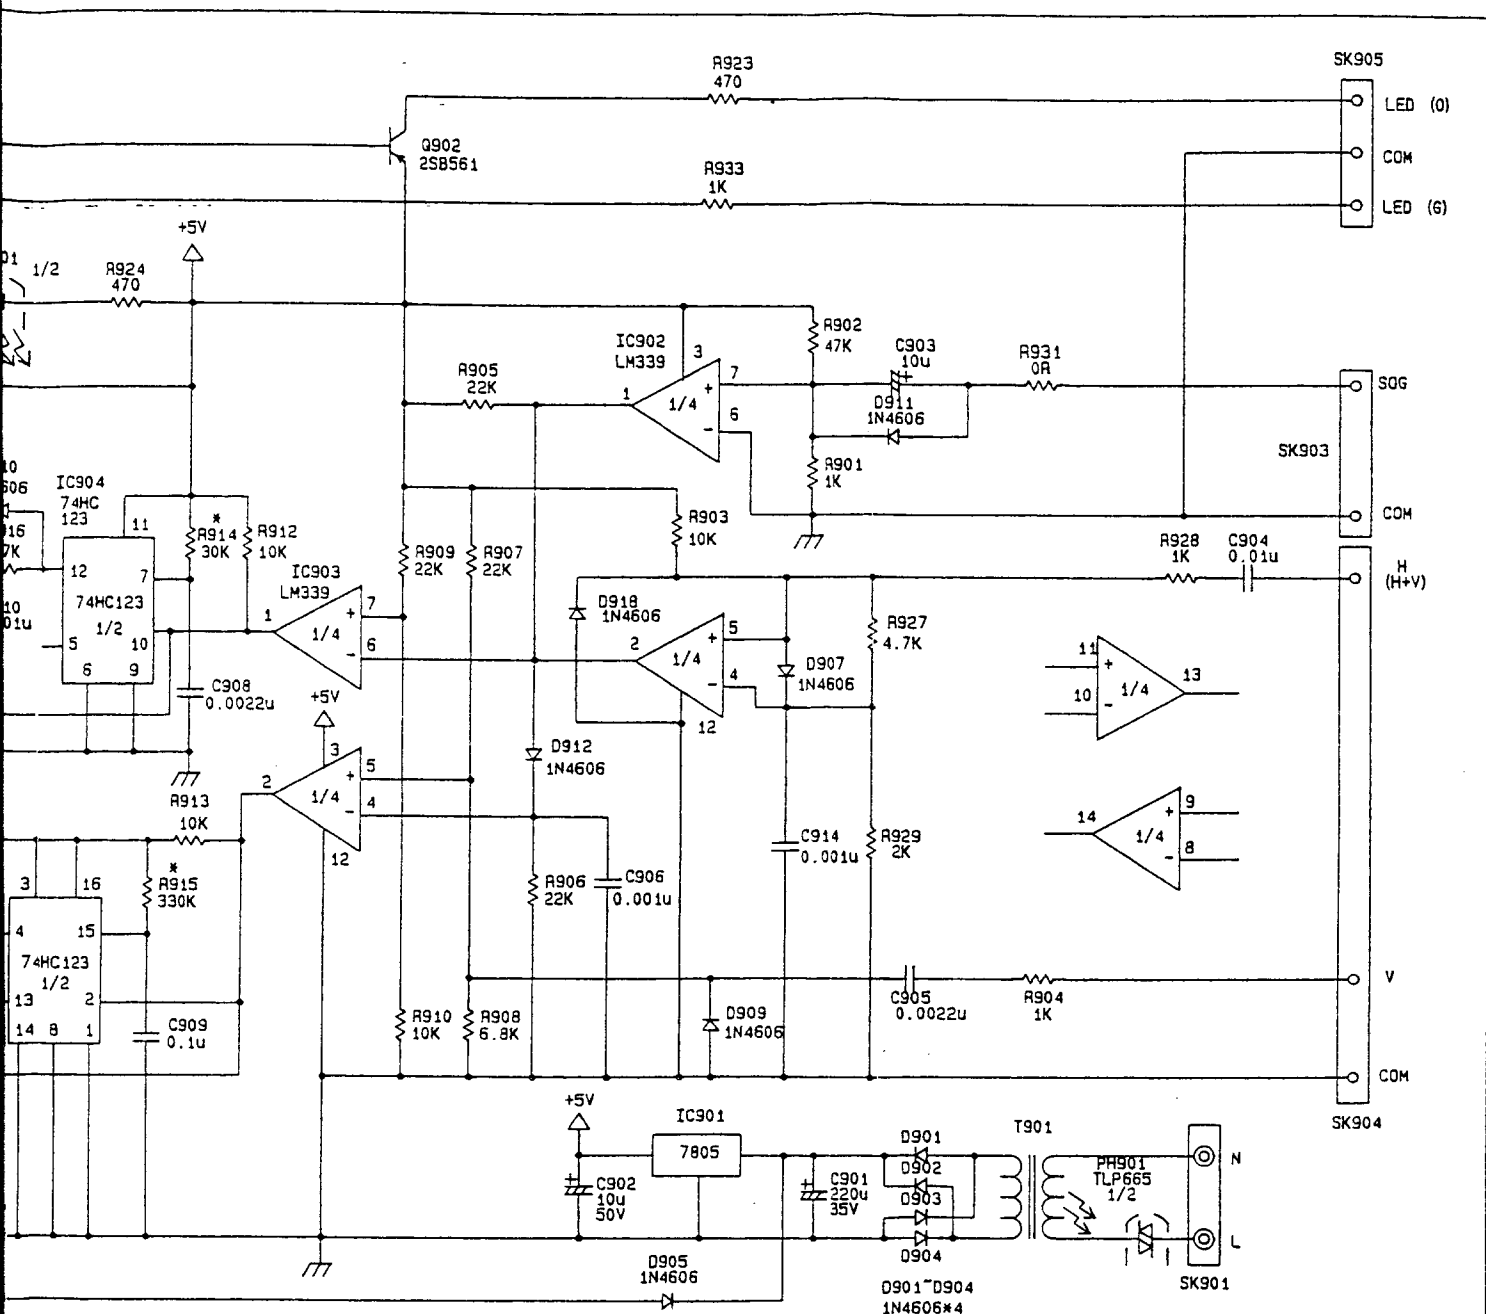 R923
470
SK905
LED (O)
Q902
2SB561
COM
R933
1K
LED (G)
+5V
1/2
R924
470
IC902
LM339
3
R902
47K
C903
10u
+
R931
0R
SOG
R905
22K
1
1/4
+
7
D911
1N4606
6
-
SK903
R901
1K
COM
IC904
74HC
123
11
*
R914
30K
R912
10K
R903
10K
R928
1K
C904
0.01u
H
(H+V)
R909
22K
R907
22K
12
7
74HC123
1/2
5
10
6
9
IC903
LM339
1
1/4
+
7
6
-
D918
1N4606
2
1/4
+
5
4
-
12
R927
4.7K
D907
1N4606
11
+
10
-
1/4
13
C908
0.0022u
+5V
3
D912
1N4606
2
1/4
+
5
4
-
12
R913
10K
14
1/4
+
9
8
-
C914
0.001u
R929
2K
*
R915
330K
3
16
R906
22K
C906
0.001u
4
15
74HC123
1/2
13
2
14
8
1
V
C905
0.0022u
R904
1K
C909
0.1u
R910
10K
R908
6.8K
D909
1N4606
COM
SK904
+5V
IC901
7805
D901
D902
D903
D904
T901
PH901
TLP665
1/2
N
+
C902
10u
50V
+
C901
220u
35V
L
D905
1N4606
D901~D904
1N4606*4
SK901